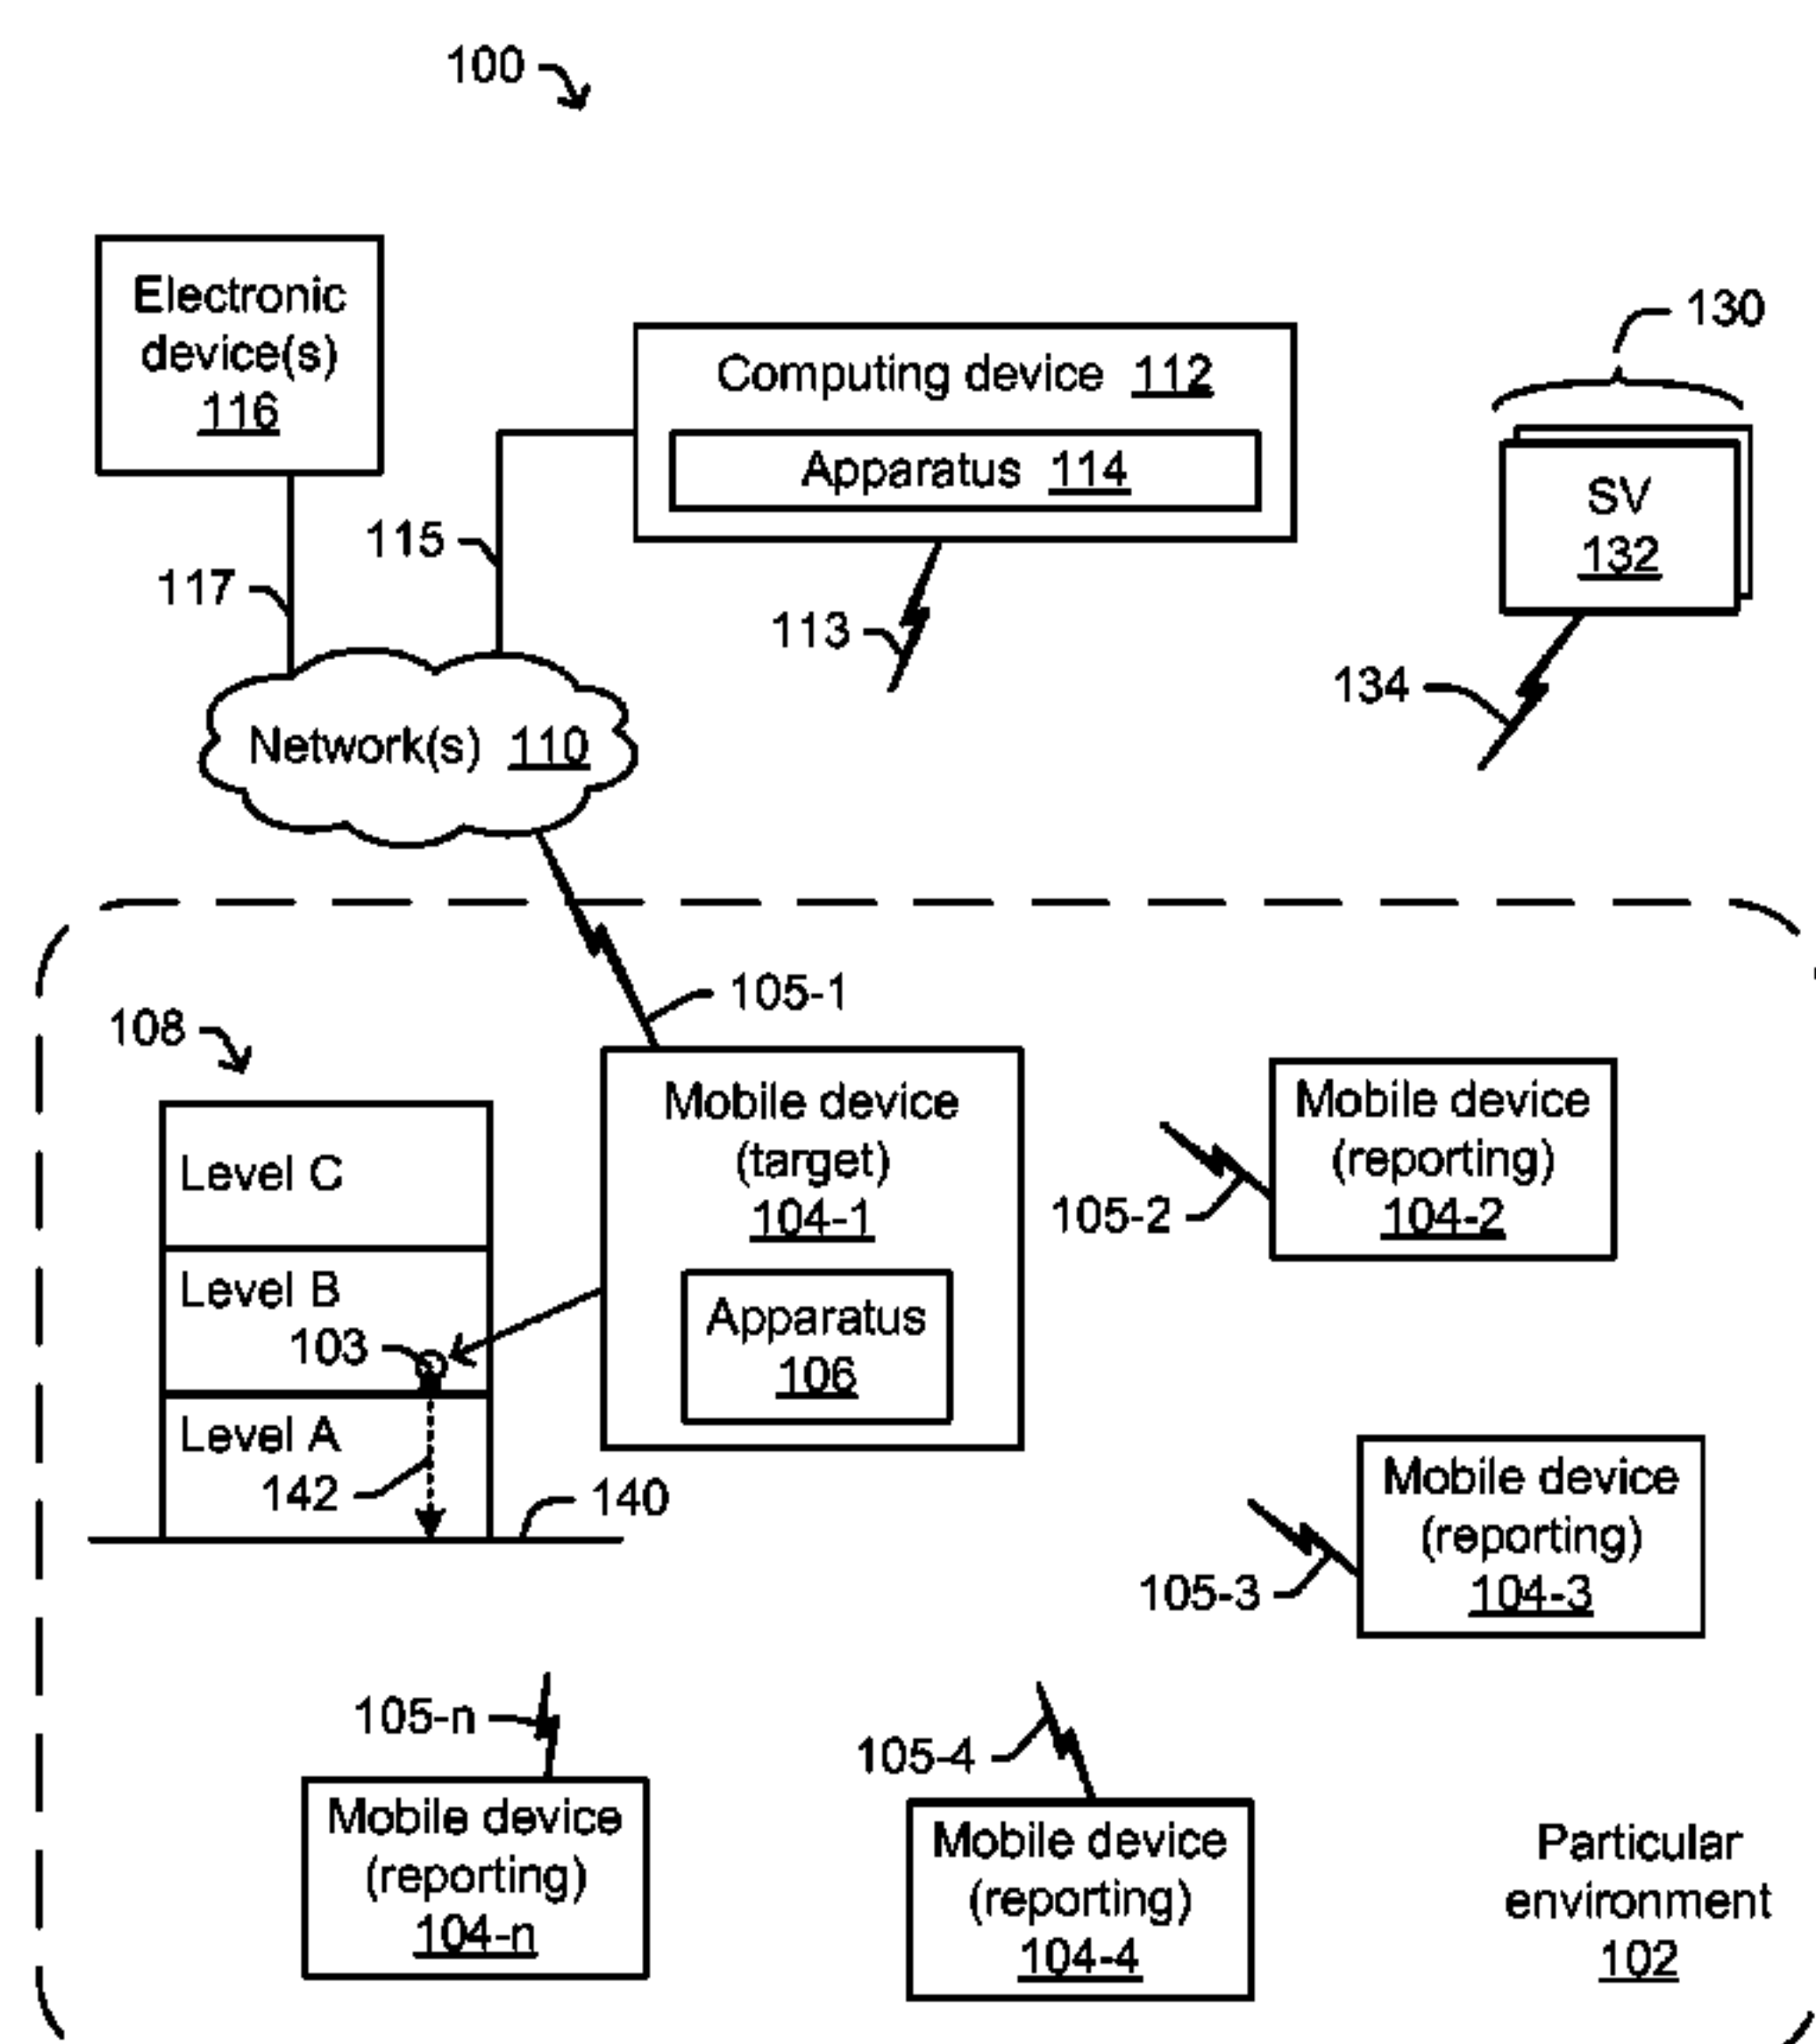 100
Electronic
device(s)
116
Computing device 112
Apparatus 114
130
SV
132
115
117
113
134
Network(s) 110
105-1
108
Mobile device
(target)
104-1
Apparatus
106
Level C
Level B
103
Level A
142
140
Mobile device
(reporting)
104-2
105-2
Mobile device
(reporting)
104-3
105-3
105-n
Mobile device
(reporting)
104-n
105-4
Mobile device
(reporting)
104-4
Particular
environment
102